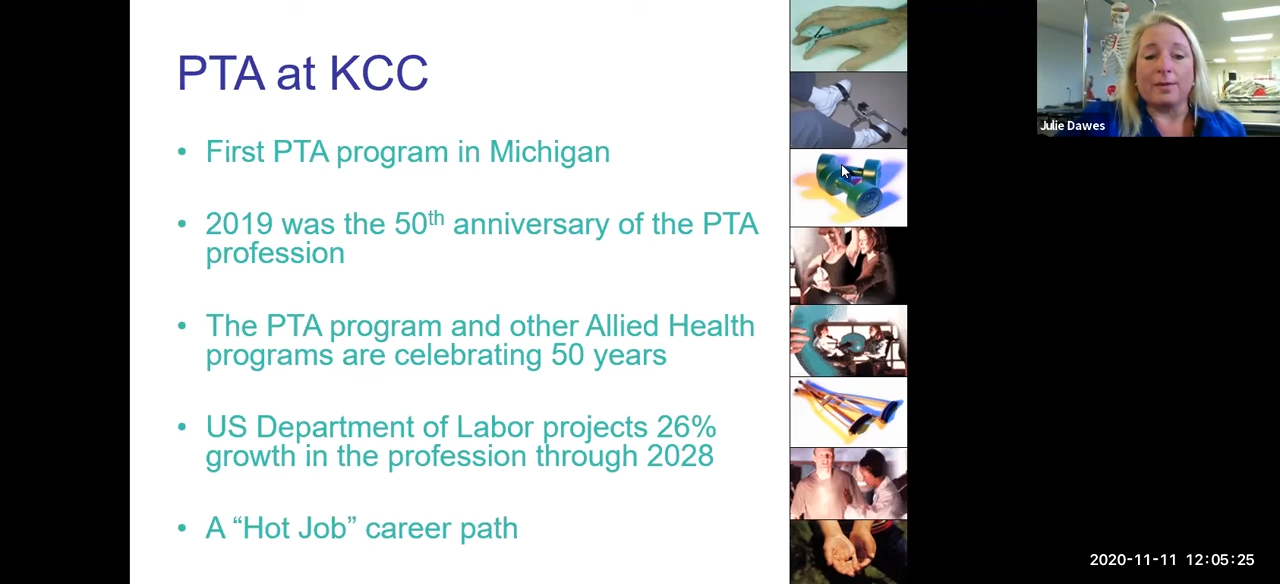 PTA at KCC
• First PTA program in Michigan
• 2019 was the 50th anniversary of the PTA
profession
• The PTA program and other Allied Health
programs are celebrating 50 years
• US Department of Labor projects 26%
growth in the profession through 2028
• A “Hot Job” career path
Julie Dawes
2020-11-11 12:05:25